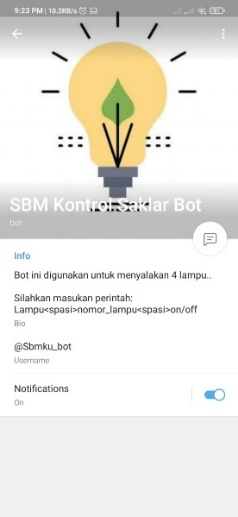 9:23 PM | 10.2KB/s
SBM Kontrol Saklar Bot
bot
Info
Bot ini digunakan untuk menyalakan 4 lampu..
Silahkan masukan perintah:
Lampu<spasi>nomor_lampu<spasi>on/off
Bio
@Sbmku_bot
Username
Notifications
On